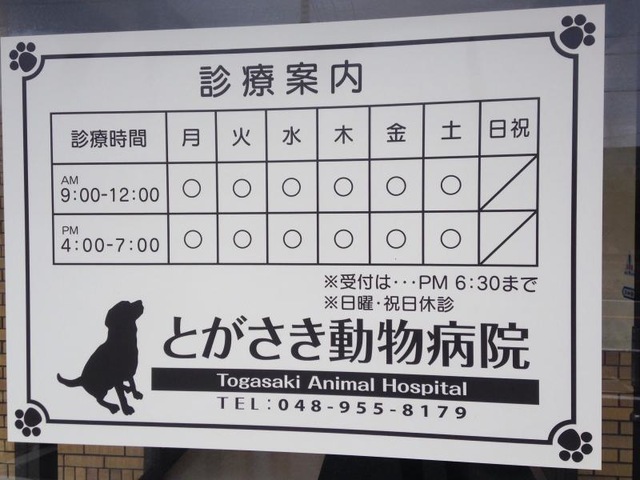 診療案内
診療時間 月 火 水 木 金 土 日祝
AM
9:00-12:00 ○ ○ ○ ○ ○ ○ ／
PM
4:00-7:00 ○ ○ ○ ○ ○ ○ ／
※受付は･･･PM 6:30まで
※日曜･祝日休診
とがさき動物病院
Togasaki Animal Hospital
TEL:048-955-8179